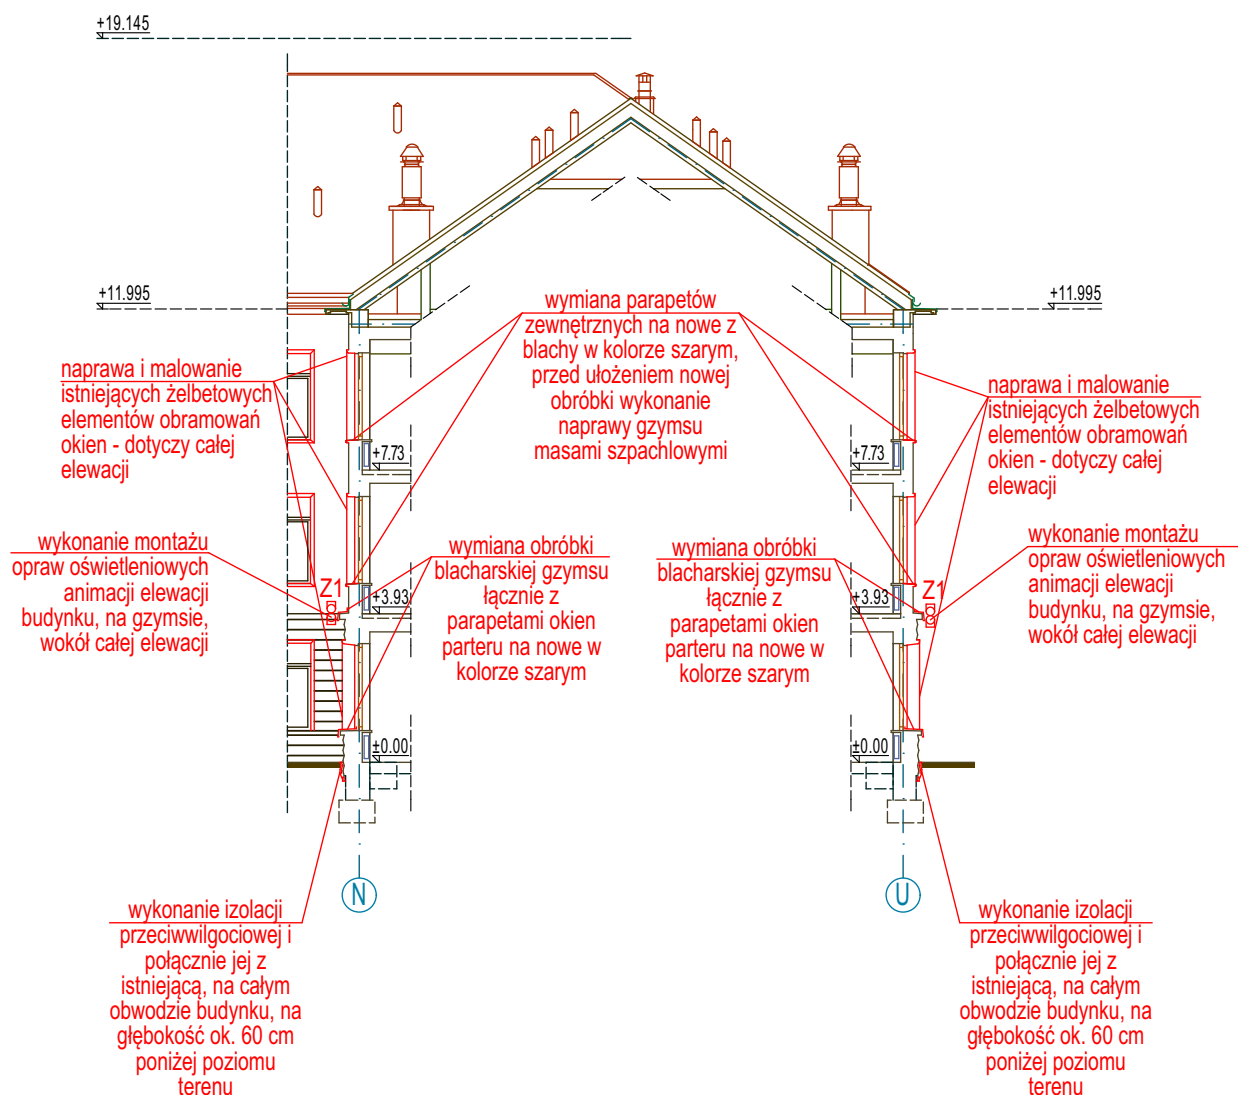 +19.145
+11.995
+11.995
wymiana parapetów
zewnętrznych na nowe z
blachy w kolorze szarym,
przed ułożeniem nowej
obróbki wykonanie
naprawy gzymsu
masami szpachlowymi
naprawa i malowanie
istniejących żelbetowych
elementów obramowań
okien - dotyczy całej
elewacji
naprawa i malowanie
istniejących żelbetowych
elementów obramowań
okien - dotyczy całej
elewacji
+7.73
+7.73
wykonanie montażu
opraw oświetleniowych
animacji elewacji
budynku, na gzymsie,
wokół całej elewacji
Z1
+3.93
wymiana obróbki
blacharskiej gzymsu
łącznie z
parapetami okien
parteru na nowe w
kolorze szarym
wymiana obróbki
blacharskiej gzymsu
łącznie z
parapetami okien
parteru na nowe w
kolorze szarym
+3.93
Z1
wykonanie montażu
opraw oświetleniowych
animacji elewacji
budynku, na gzymsie,
wokół całej elewacji
±0.00
±0.00
N
U
wykonanie izolacji
przeciwwilgociowej i
połącznie jej z
istniejącą, na całym
obwodzie budynku, na
głębokość ok. 60 cm
poniżej poziomu
terenu
wykonanie izolacji
przeciwwilgociowej i
połącznie jej z
istniejącą, na całym
obwodzie budynku, na
głębokość ok. 60 cm
poniżej poziomu
terenu